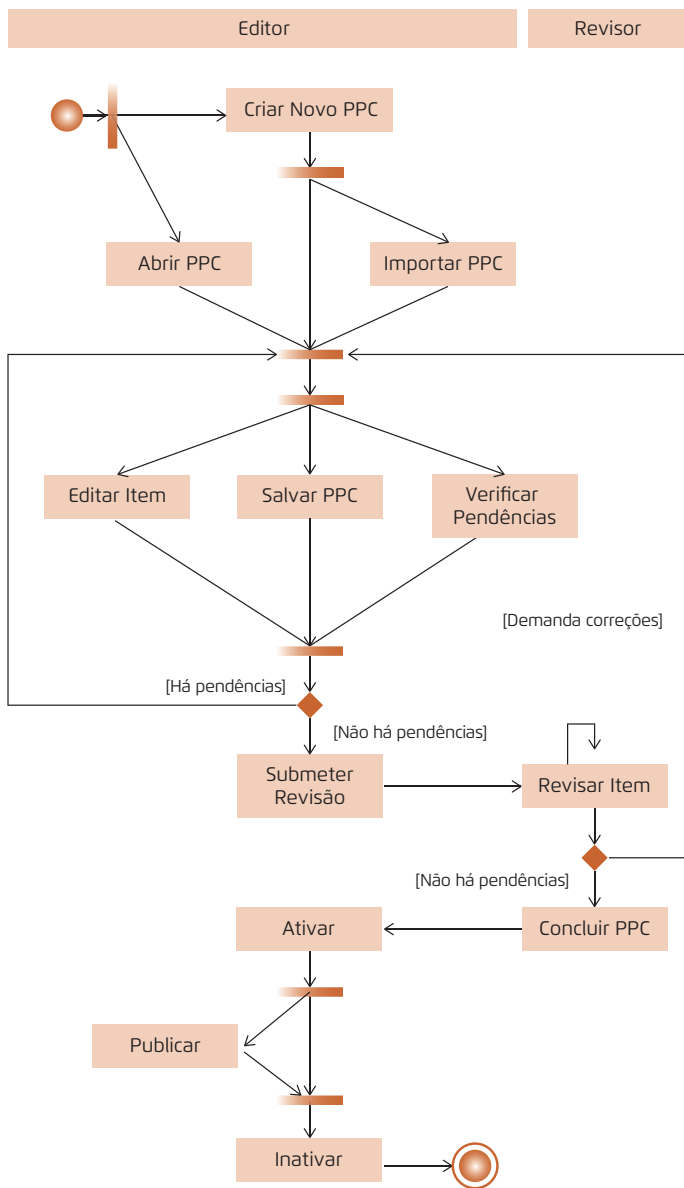 Editor
Revisor
Criar Novo PPC
Abrir PPC
Importar PPC
Editar Item
Salvar PPC
Verificar
Pendências
[Demanda correções]
[Há pendências]
[Não há pendências]
Submeter
Revisão
Revisar Item
[Não há pendências]
Ativar
Concluir PPC
Publicar
Inativar